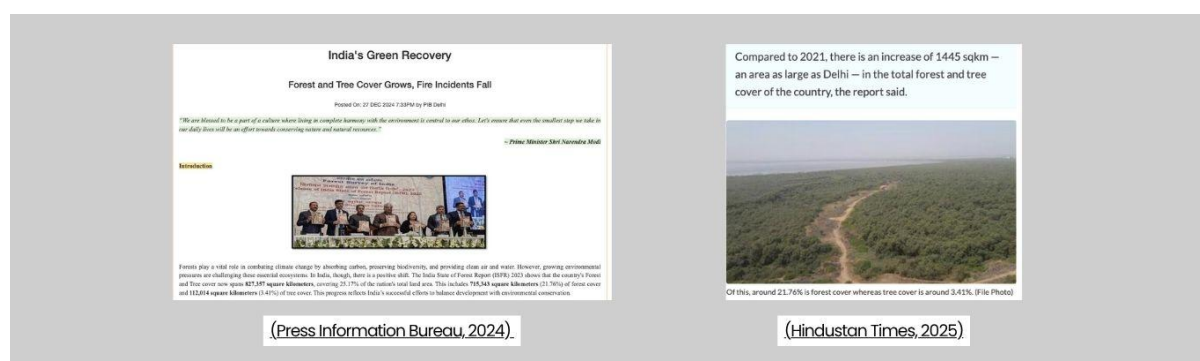 India's Green Recovery
Forest and Tree Cover Grows, Fire Incidents Fall
Posted On: 27 DEC 2024 7:33PM by PIB Delhi
"We are blessed to be a part of a culture where living in complete harmony with the environment is central to our ethos. Let's ensure that even the smallest step we take in
our daily lives will be an effort towards conserving nature and natural resources."
– Prime Minister Shri Narendra Modi
Introduction
Forests play a vital role in combating climate change by absorbing carbon, preserving biodiversity, and providing clean air and water. However, growing environmental
pressures are challenging these essential ecosystems. In India, though, there is a positive shift. The India State of Forest Report (ISFR) 2023 shows that the country's Forest
and Tree cover now spans 827,357 square kilometers, covering 25.17% of the nation's total land area. This includes 715,343 square kilometers (21.76%) of forest cover
and 112,014 square kilometers (3.41%) of tree cover. This progress reflects India's successful efforts to balance development with environmental conservation.
(Press Information Bureau, 2024)
Compared to 2021, there is an increase of 1445 sqkm —
an area as large as Delhi — in the total forest and tree
cover of the country, the report said.
Of this, around 21.76% is forest cover whereas tree cover is around 3.41%. (File Photo)
(Hindustan Times, 2025)